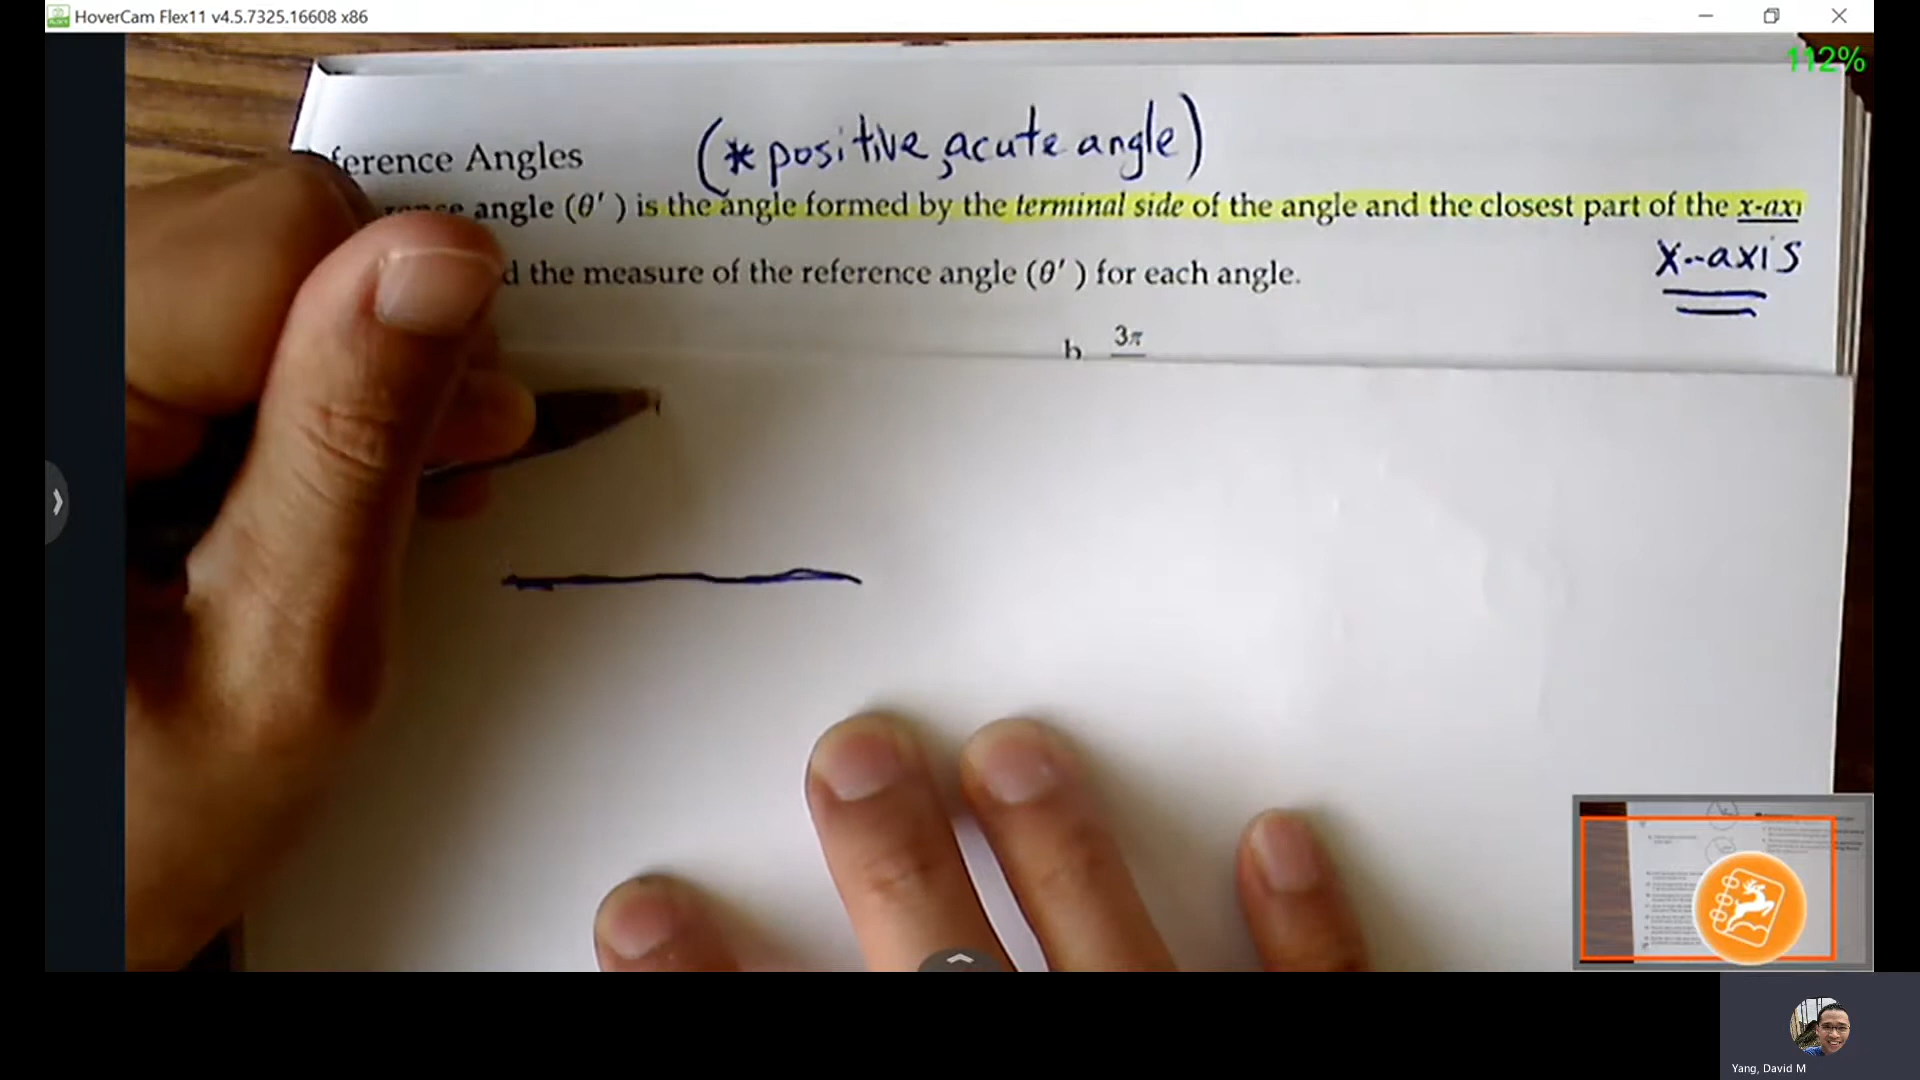 HoverCam Flex11 v4.5.7325.16608 x86
112%
(* positive, acute angle)
ference Angles
angle (θ′ ) is the angle formed by the terminal side of the angle and the closest part of the x-axi
x-axis
d the measure of the reference angle (θ′ ) for each angle.
b 3π
Yang, David M